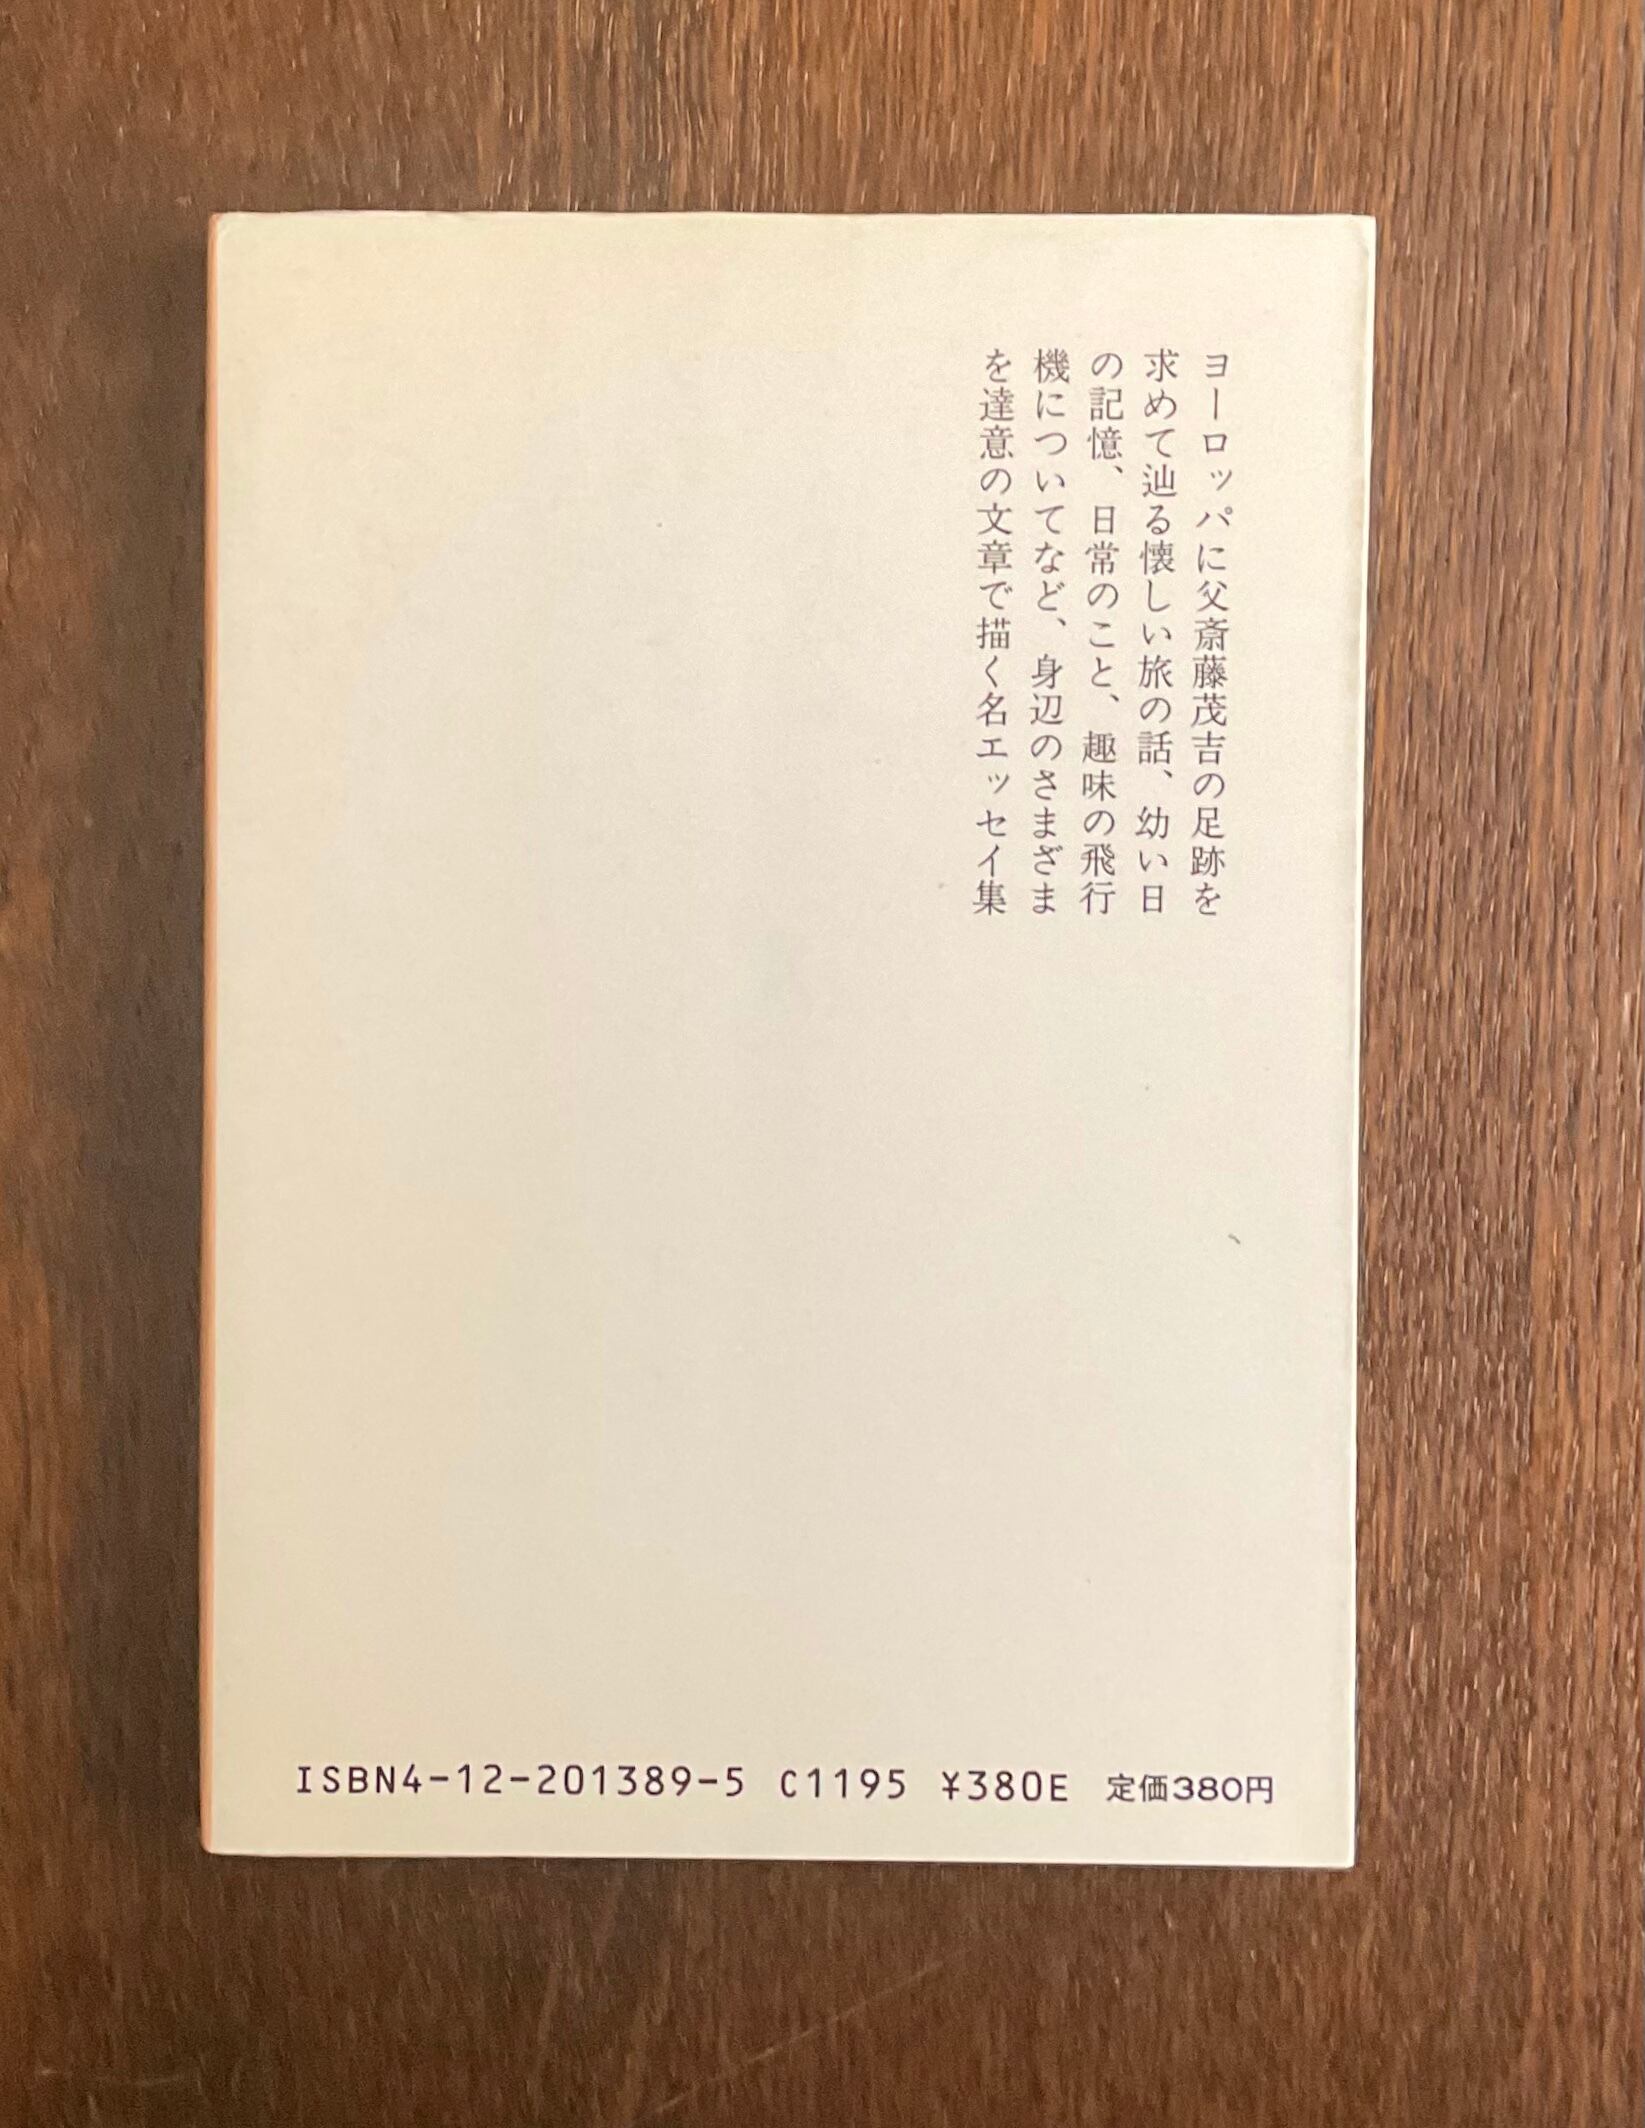 ヨーロッパに父斎藤茂吉の足跡を
求めて辿る懐しい旅の話、幼い日
の記憶、日常のこと、趣味の飛行
機についてなど、身辺のさまざま
を達意の文章で描く名エッセイ集
ISBN4-12-201389-5 C1195 ¥380E 定価380円